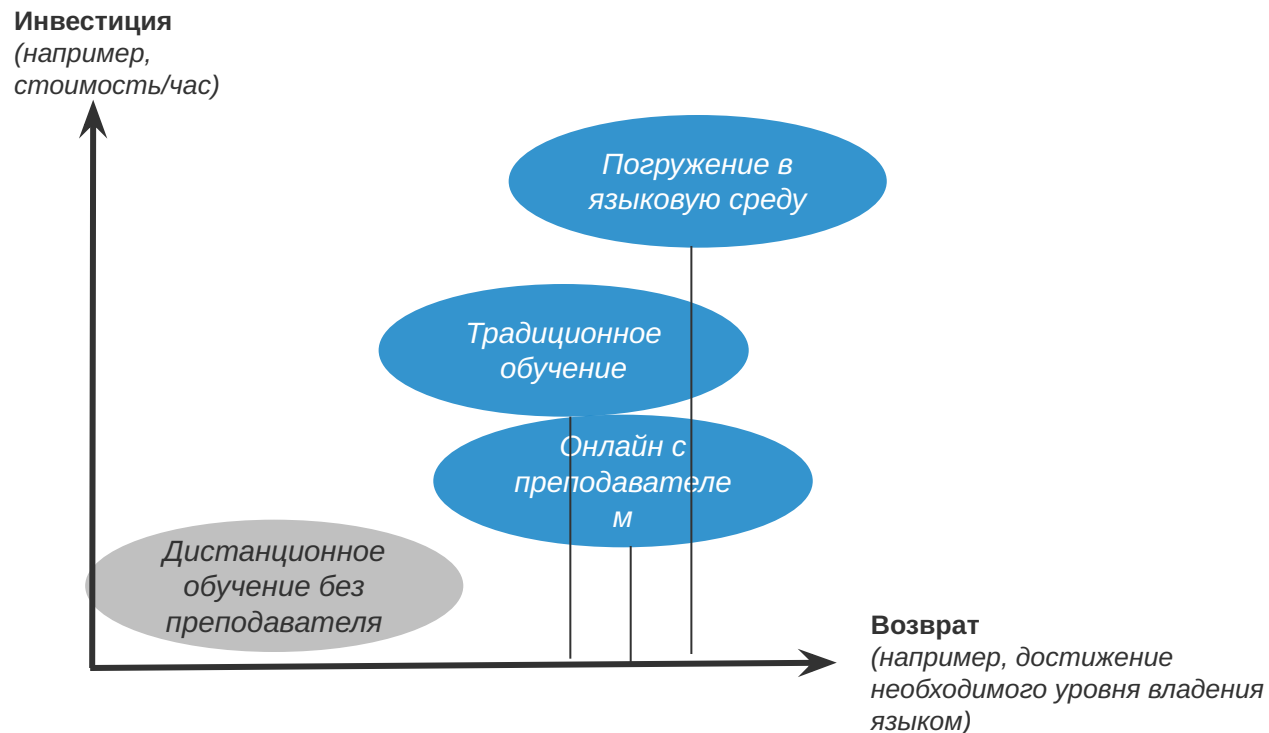 Инвестиция
(например,
стоимость/час)
Погружение в
языковую среду
Традиционное
обучение
Онлайн с
преподавателе
м
Дистанционное
обучение без
преподавателя
Возврат
(например, достижение
необходимого уровня владения
языком)